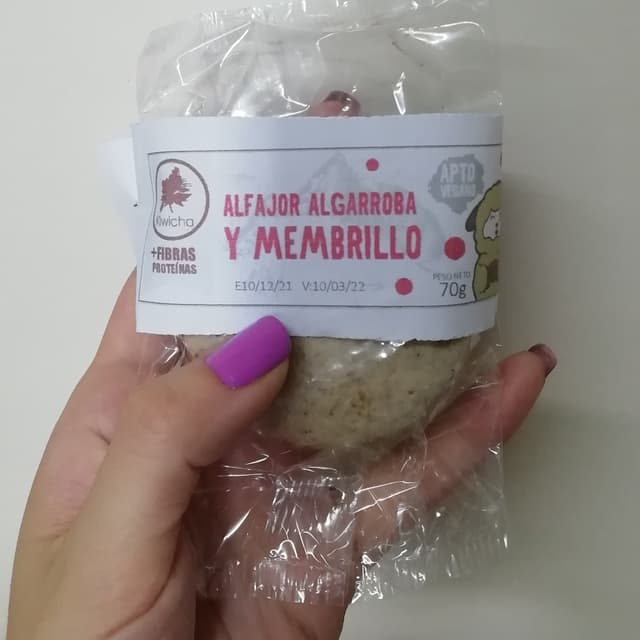 kiwicha
+FIBRAS
PROTEÍNAS
ALFAJOR ALGARROBA
Y MEMBRILLO
E10/12/21 V:10/03/22
APTO
VEGANO
PESO NETO
70g